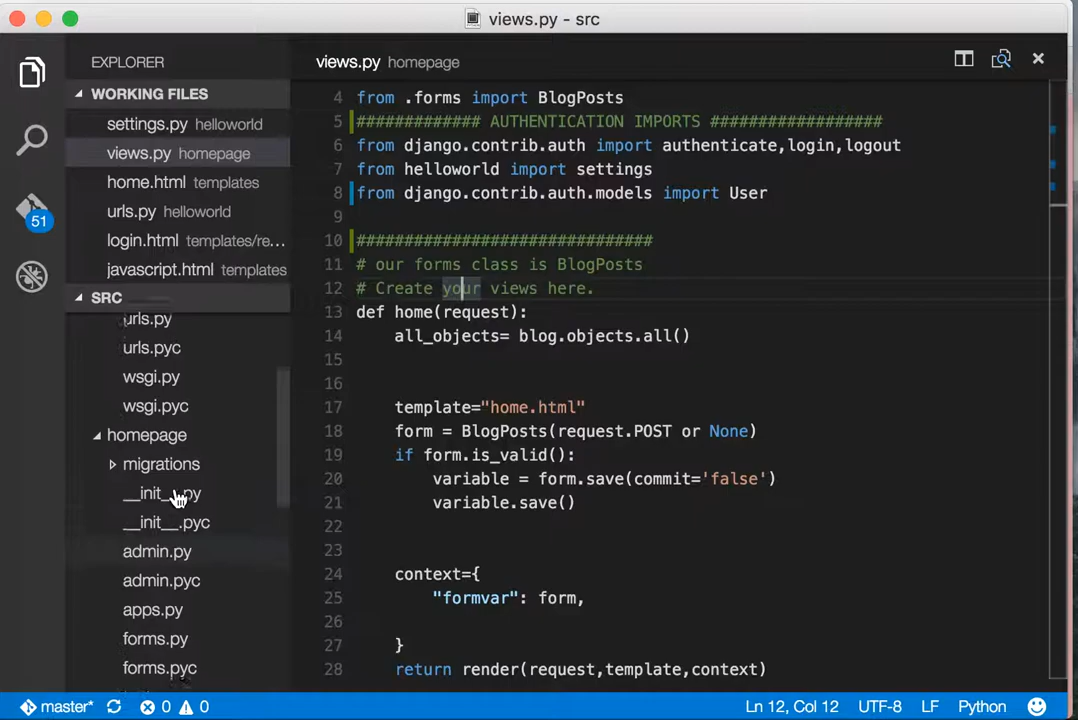 views.py - src
EXPLORER
WORKING FILES
settings.py helloworld
views.py homepage
home.html templates
urls.py helloworld
login.html templates/re...
javascript.html templates
SRC
urls.py
urls.pyc
wsgi.py
wsgi.pyc
homepage
migrations
__init__.py
__init__.pyc
admin.py
admin.pyc
apps.py
forms.py
forms.pyc
51
views.py homepage
4 from .forms import BlogPosts
5 ############# AUTHENTICATION IMPORTS ##################
6 from django.contrib.auth import authenticate,login,logout
7 from helloworld import settings
8 from django.contrib.auth.models import User
9
10 ###############################
11 # our forms class is BlogPosts
12 # Create your views here.
13 def home(request):
14 all_objects= blog.objects.all()
15
16
17 template="home.html"
18 form = BlogPosts(request.POST or None)
19 if form.is_valid():
20 variable = form.save(commit='false')
21 variable.save()
22
23
24 context={
25 "formvar": form,
26
27 }
28 return render(request,template,context)
master* 0 0 Ln 12, Col 12 UTF-8 LF Python